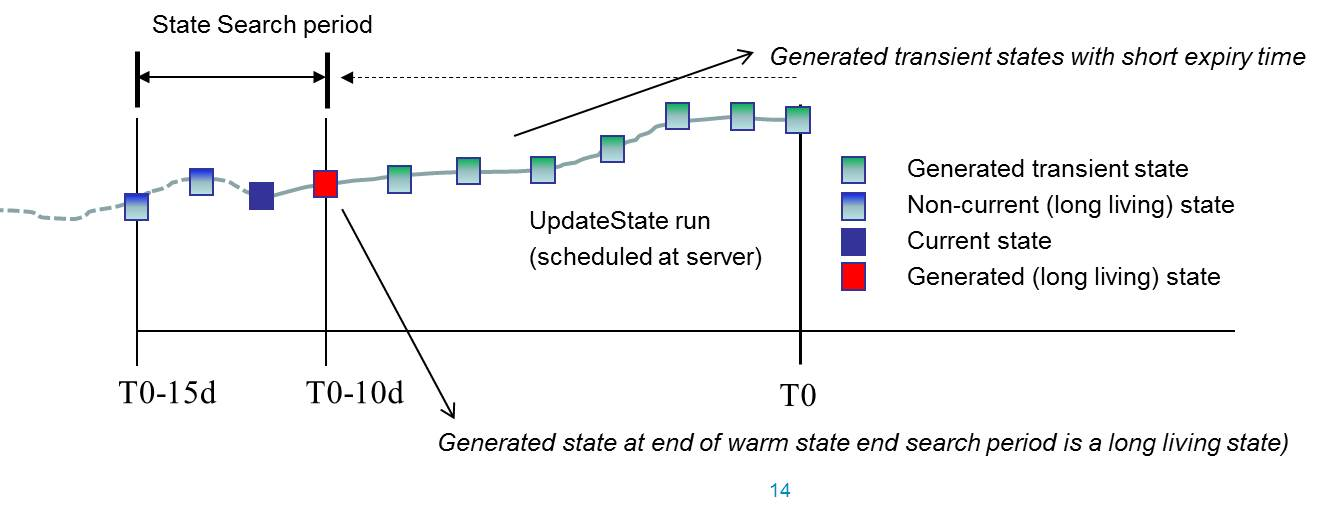 State Search period
Generated transient states with short expiry time
Generated transient state
Non-current (long living) state
Current state
Generated (long living) state
UpdateState run
(scheduled at server)
T0-15d
T0-10d
T0
Generated state at end of warm state end search period is a long living state)
14